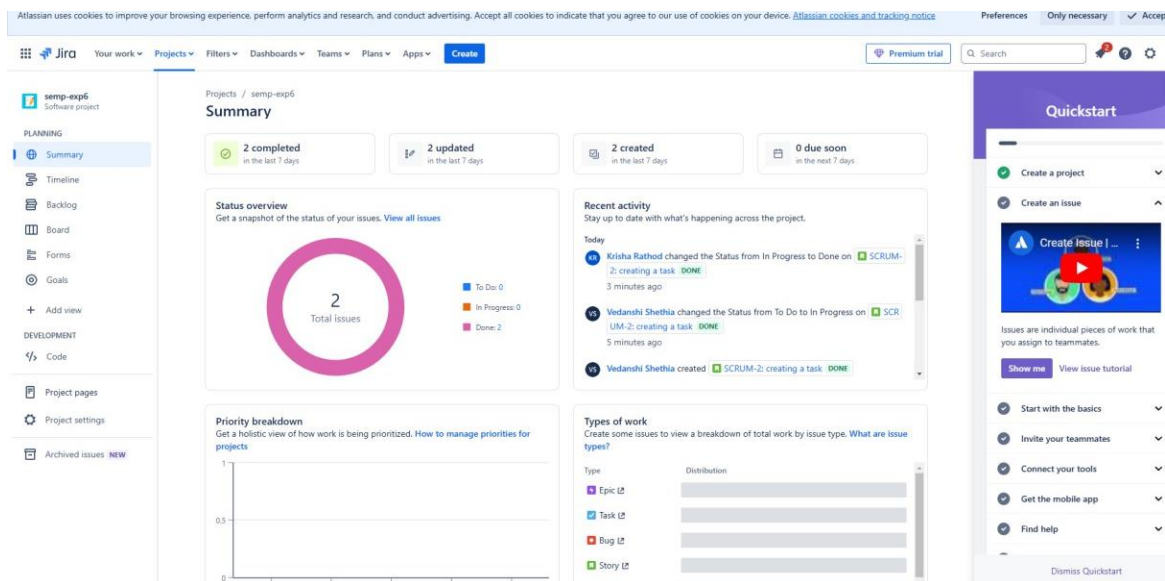 Atlassian uses cookies to improve your browsing experience, perform analytics and research, and conduct advertising. Accept all cookies to indicate that you agree to our use of cookies on your device. Atlassian cookies and tracking notice
Preferences
Only necessary
Accep
Jira
Your work
Projects
Filters
Dashboards
Teams
Plans
Apps
Create
Premium trial
Search
2
semp-exp6
Software project
PLANNING
Summary
Timeline
Backlog
Board
Forms
Goals
+ Add view
DEVELOPMENT
Code
Project pages
Project settings
Archived issues NEW
Projects / semp-exp6
Summary
2 completed
in the last 7 days
2 updated
in the last 7 days
2 created
in the last 7 days
0 due soon
in the next 7 days
Status overview
Get a snapshot of the status of your issues. View all issues
2
Total issues
To Do: 0
In Progress: 0
Done: 2
Recent activity
Stay up to date with what's happening across the project.
Today
KR
Krisha Rathod changed the Status from In Progress to Done on SCRUM-
2: creating a task DONE
3 minutes ago
VS
Vedanshi Shethia changed the Status from To Do to In Progress on SCR
UM-2: creating a task DONE
5 minutes ago
VS
Vedanshi Shethia created SCRUM-2: creating a task DONE
Priority breakdown
Get a holistic view of how work is being prioritized. How to manage priorities for
projects
1
0.5
0
Types of work
Create some issues to view a breakdown of total work by issue type. What are issue
types?
Type
Distribution
Epic
Task
Bug
Story
Quickstart
Create a project
Create an issue
Create Issue | ...
Issues are individual pieces of work that
you assign to teammates.
Show me
View issue tutorial
Start with the basics
Invite your teammates
Connect your tools
Get the mobile app
Find help
Dismiss Quickstart